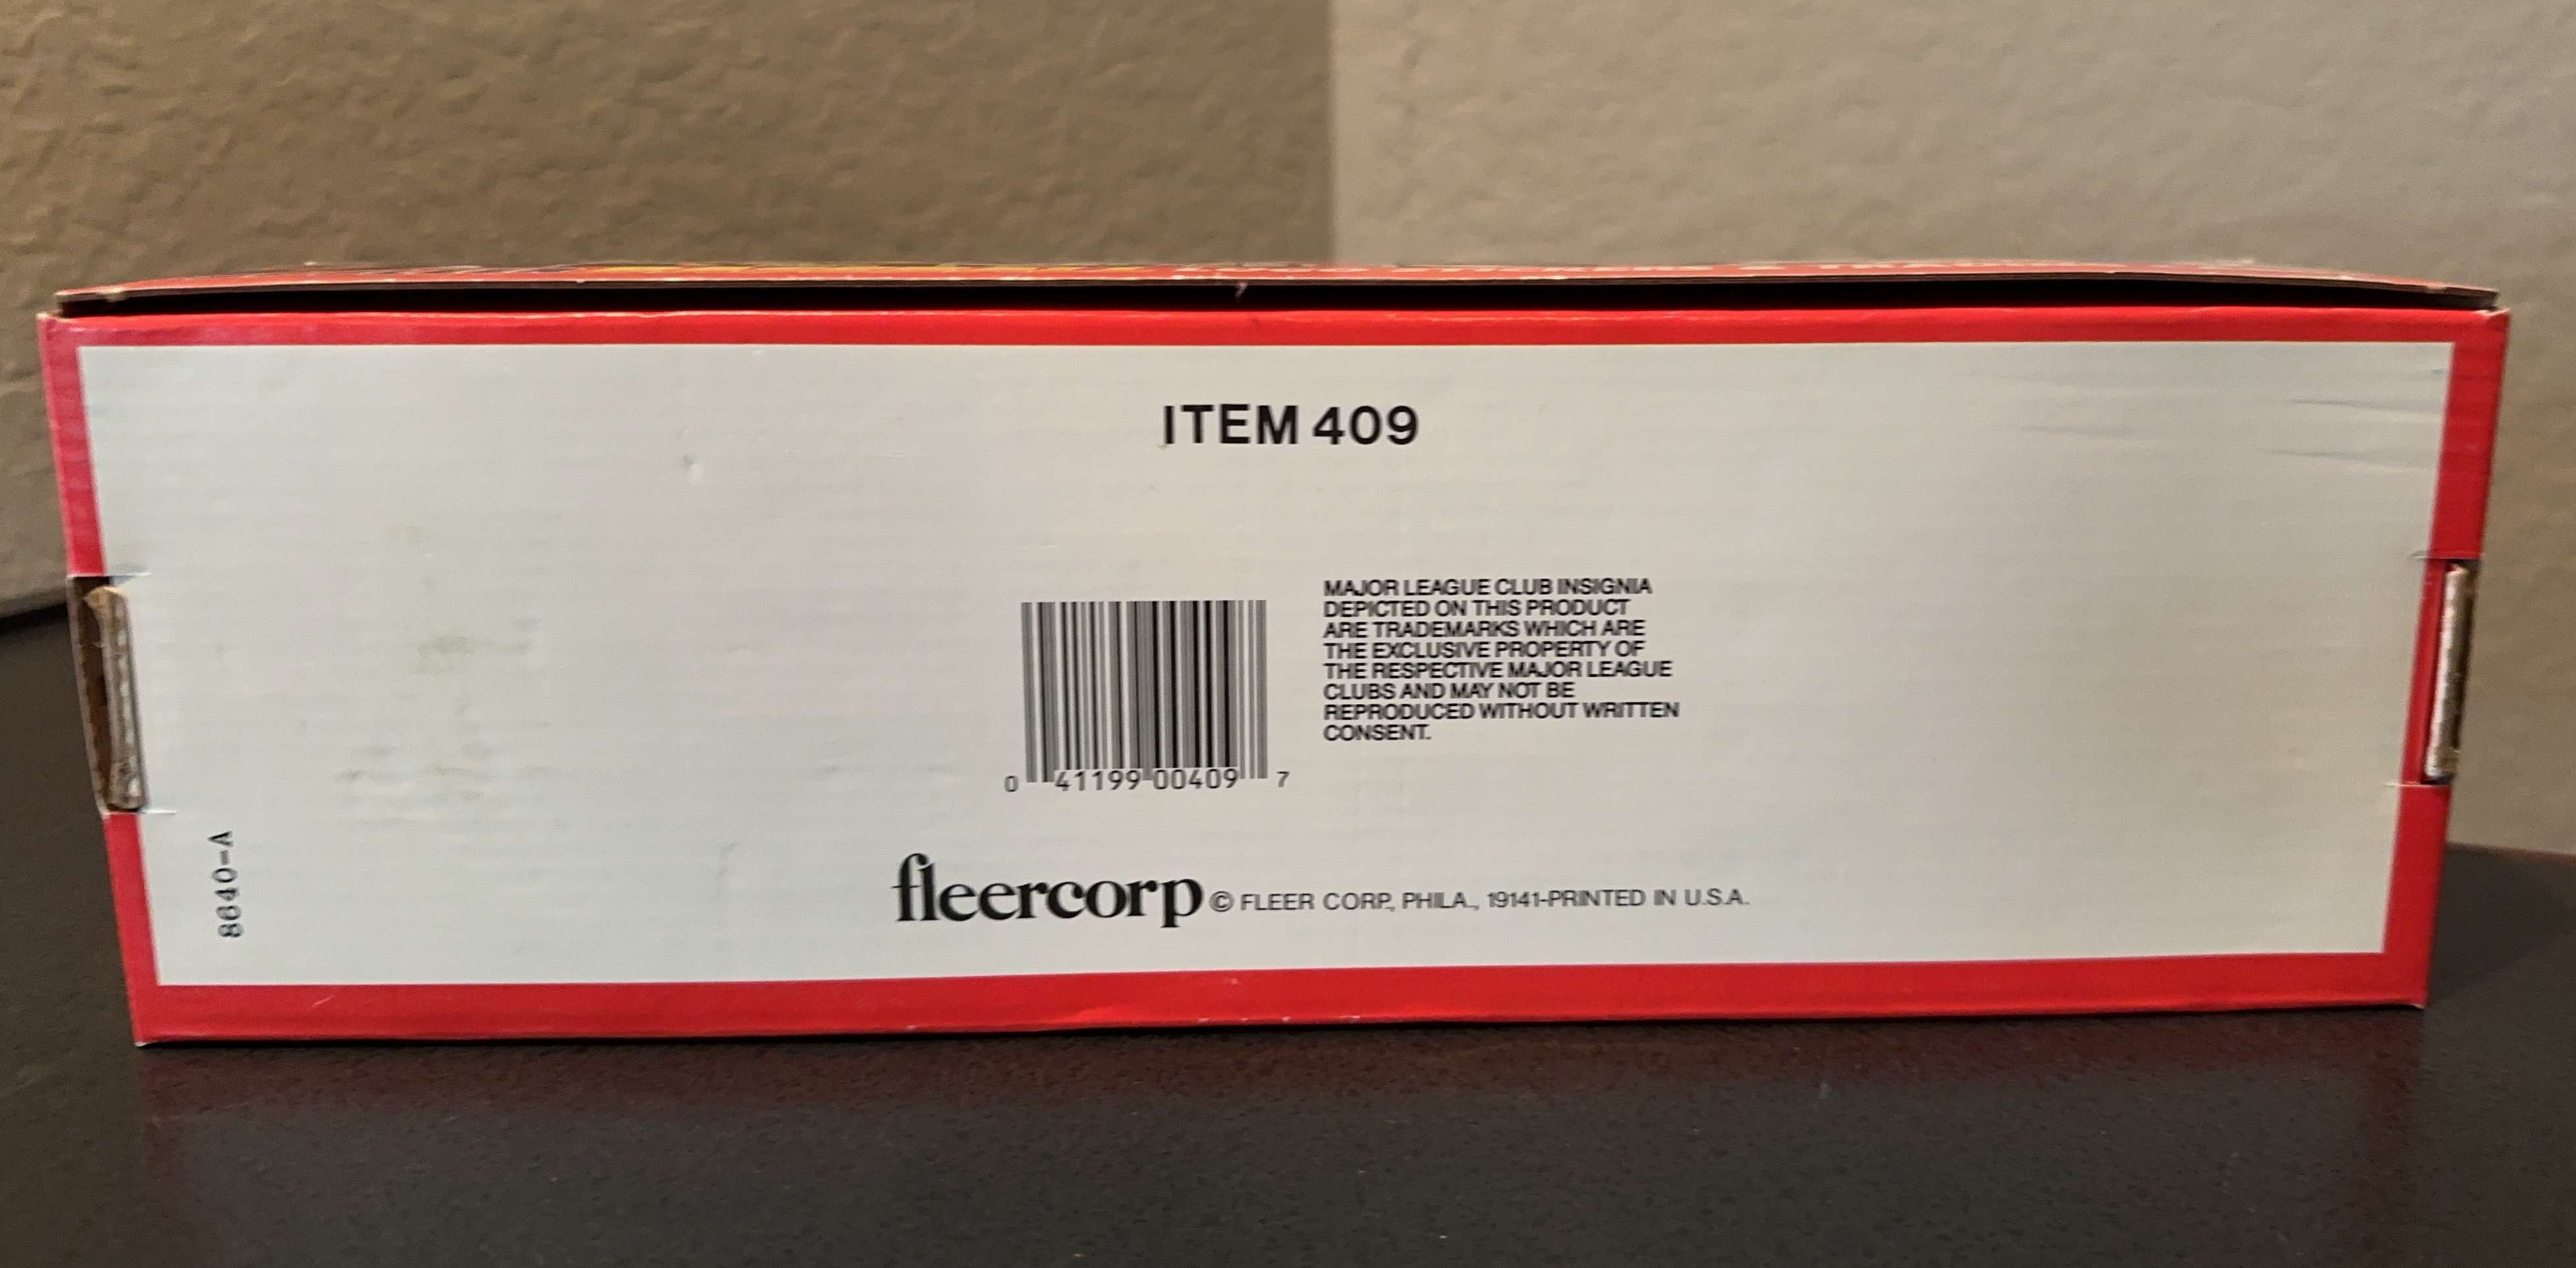 ITEM 409
MAJOR LEAGUE CLUB INSIGNIA
DEPICTED ON THIS PRODUCT
ARE TRADEMARKS WHICH ARE
THE EXCLUSIVE PROPERTY OF
THE RESPECTIVE MAJOR LEAGUE
CLUBS AND MAY NOT BE
REPRODUCED WITHOUT WRITTEN
CONSENT.
0 41199 00409 7
8640-A
fleercorp © FLEER CORP., PHILA., 19141-PRINTED IN U.S.A.